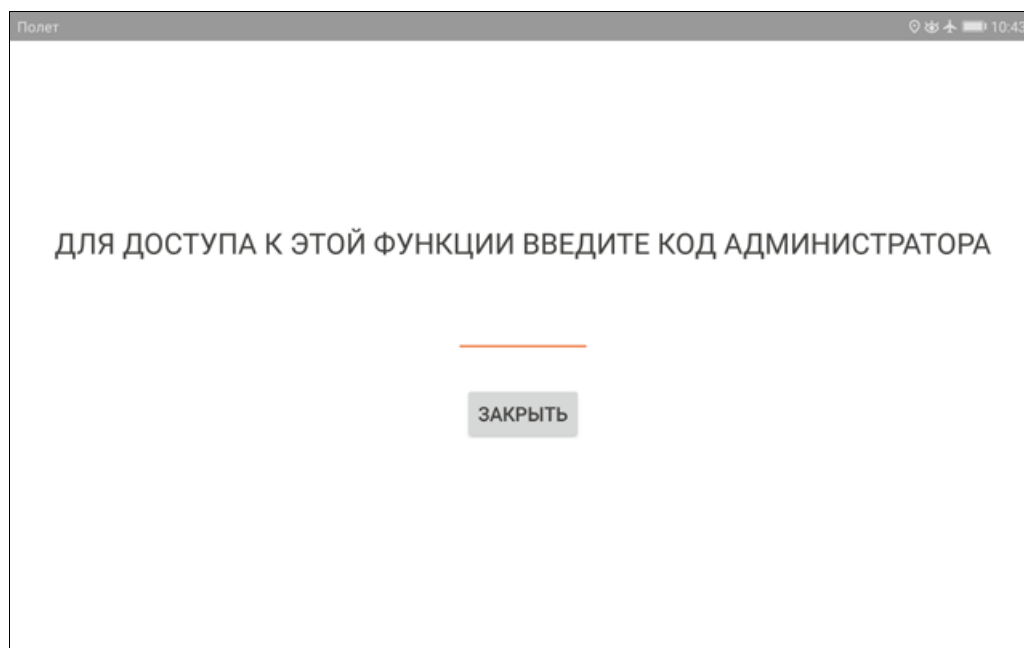 Полет 10:43
ДЛЯ ДОСТУПА К ЭТОЙ ФУНКЦИИ ВВЕДИТЕ КОД АДМИНИСТРАТОРА
ЗАКРЫТЬ